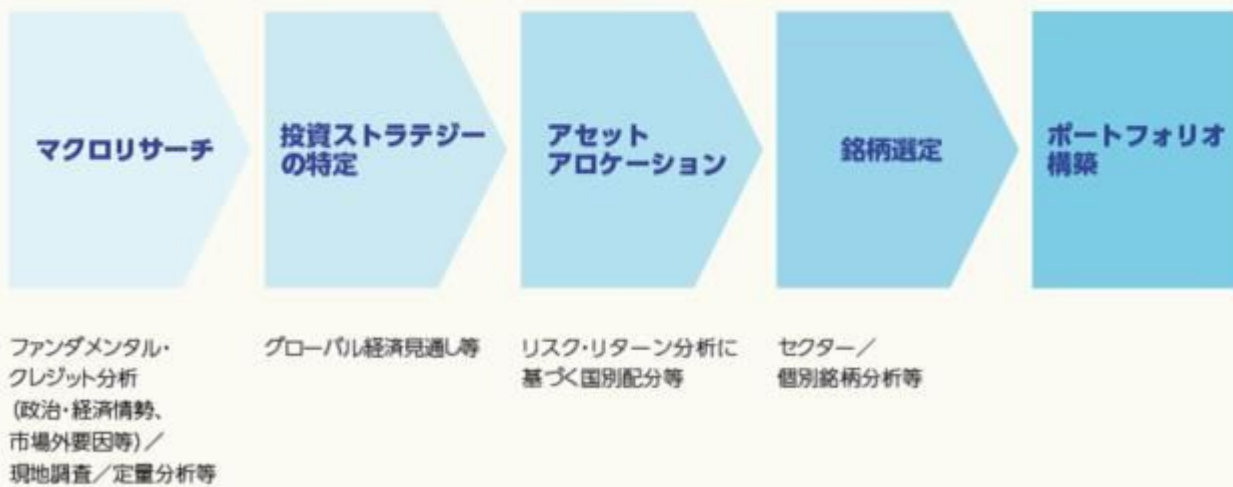 マクロリサーチ
投資ストラテジー
の特定
アセット
アロケーション
銘柄選定
ポートフォリオ
構築
ファンダメンタル・
クレジット分析
(政治・経済情勢、
市場外要因等)／
現地調査／定量分析等
グローバル経済見通し等
リスク・リターン分析に
基づく国別配分等
セクター／
個別銘柄分析等